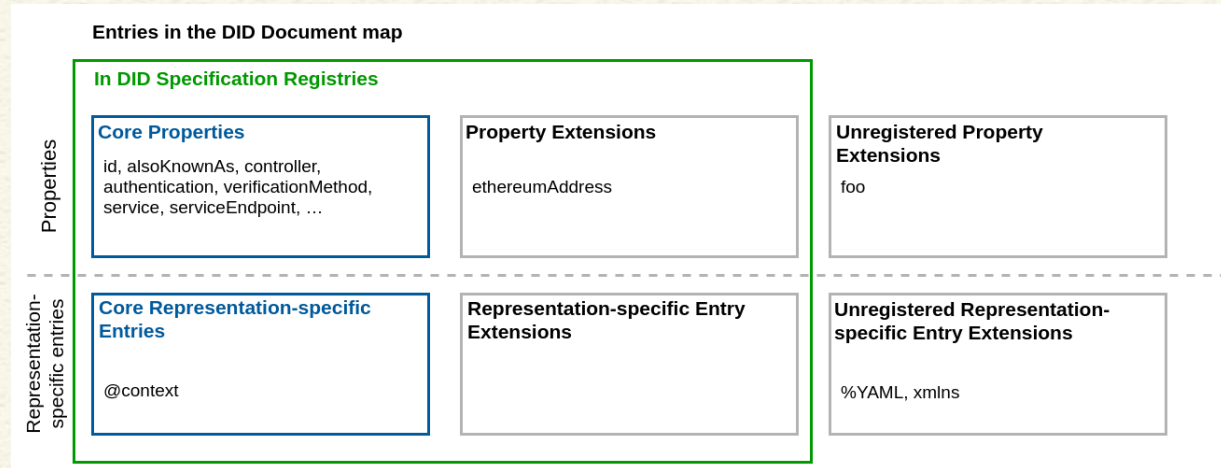 Entries in the DID Document map
In DID Specification Registries
Properties
Core Properties
id, alsoKnownAs, controller,
authentication, verificationMethod,
service, serviceEndpoint, …
Property Extensions
ethereumAddress
Unregistered Property
Extensions
foo
Representation-
specific entries
Core Representation-specific
Entries
@context
Representation-specific Entry
Extensions
Unregistered Representation-
specific Entry Extensions
%YAML, xmlns